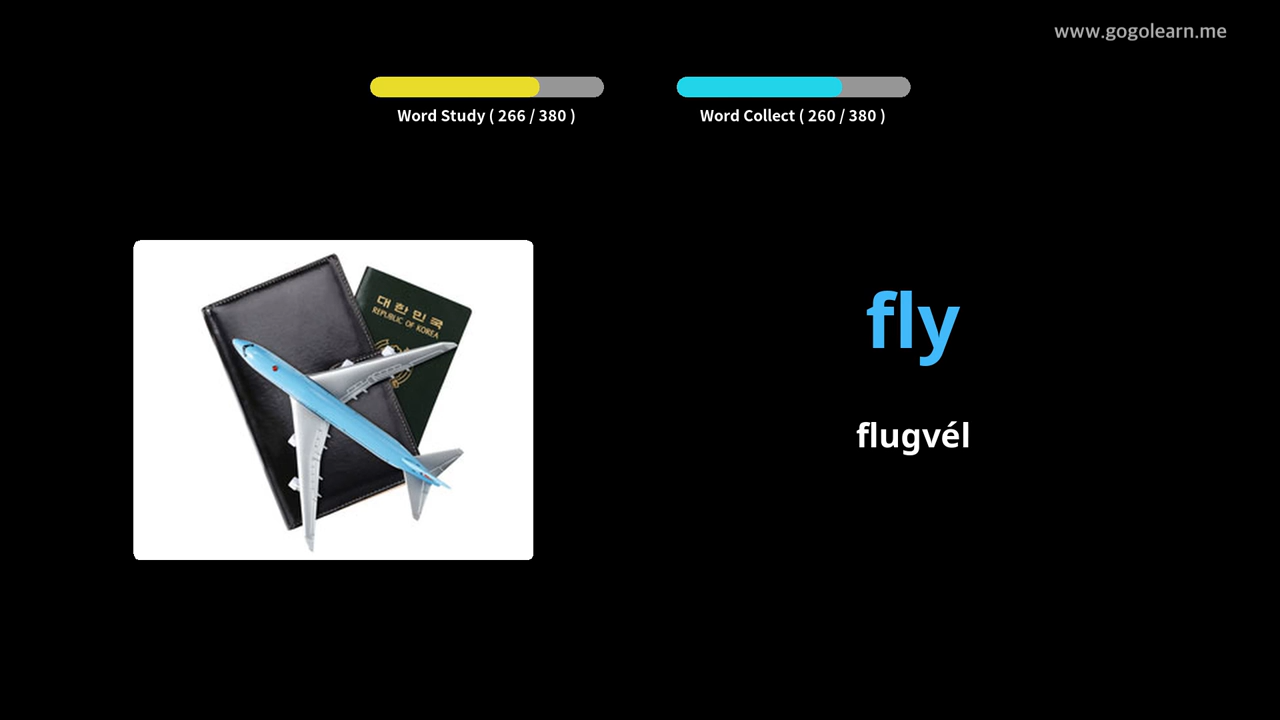 www.gogolearn.me
Word Study ( 266 / 380 )
Word Collect ( 260 / 380 )
대한민국
REPUBLIC OF KOREA
fly
flugvél